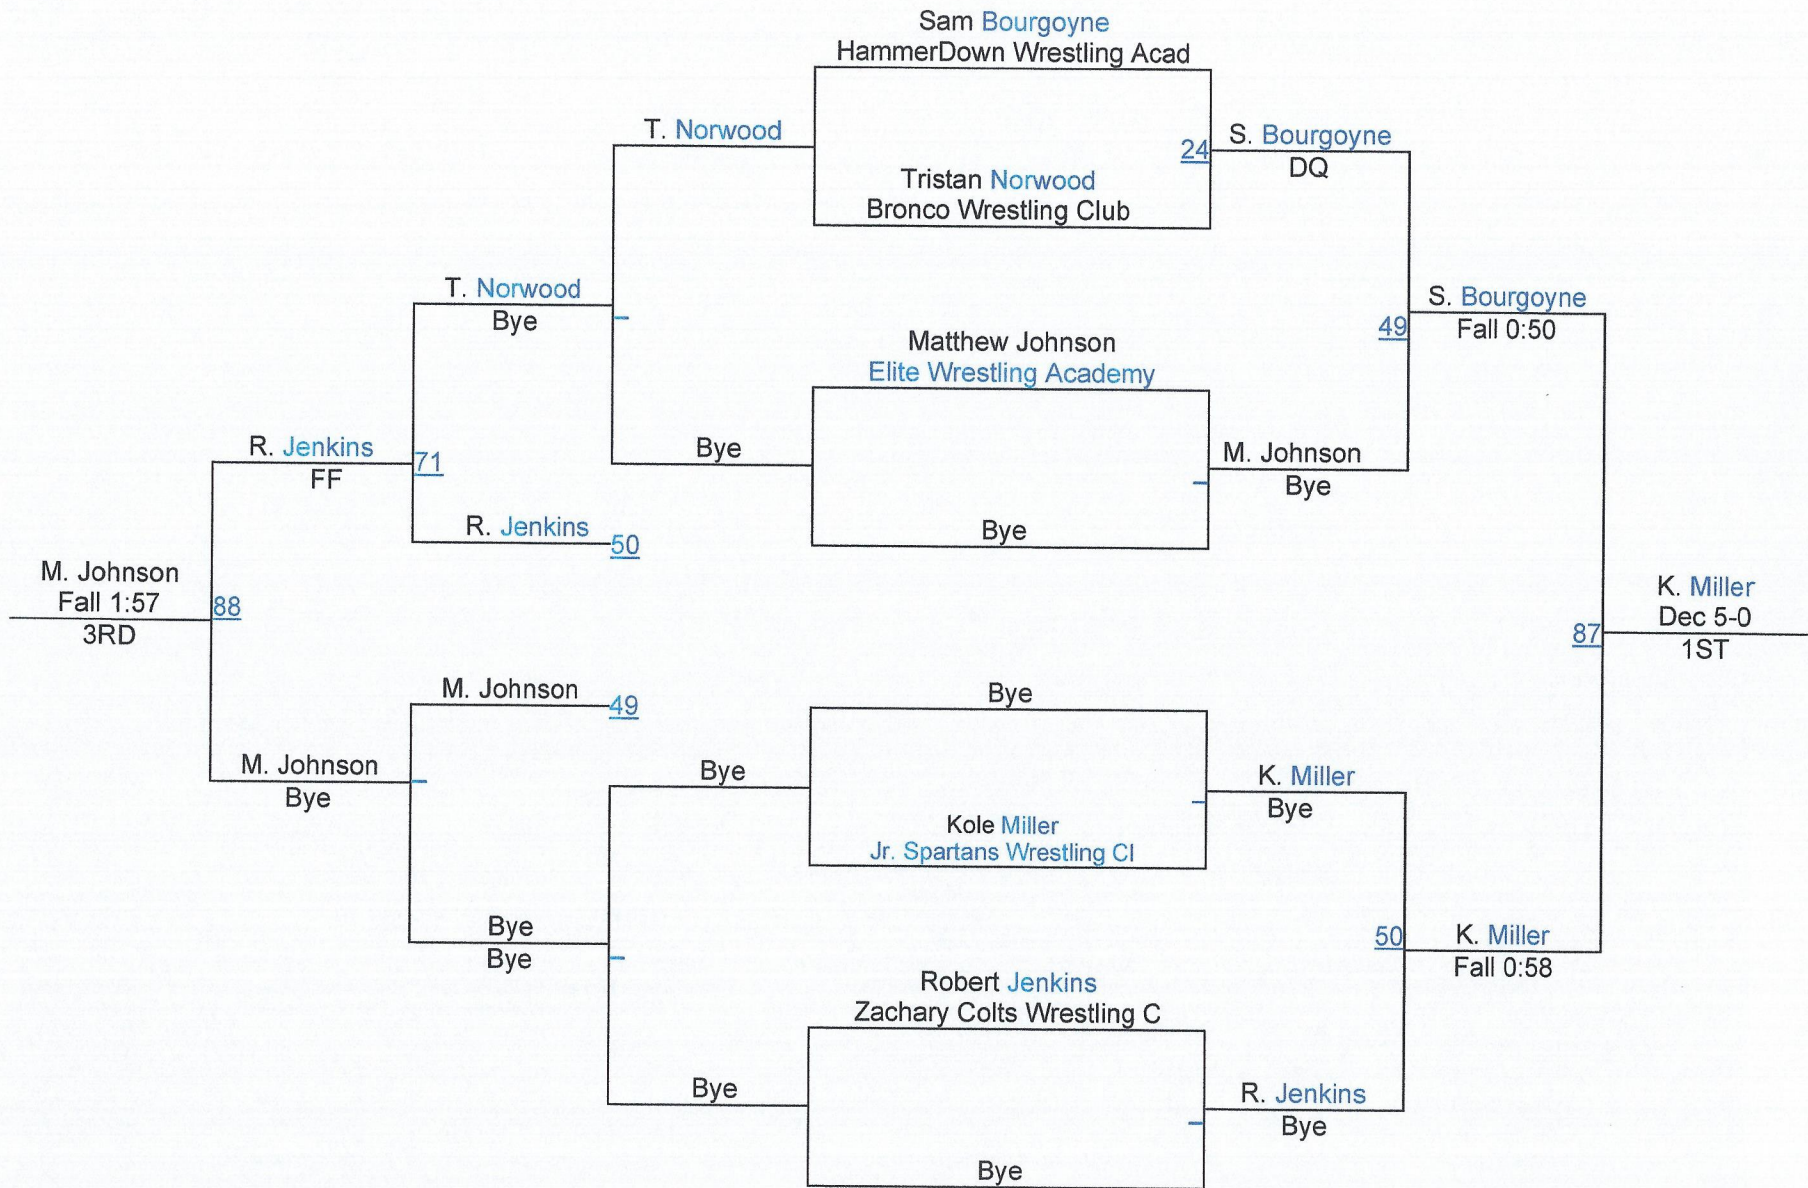 Sam Bourgoyne
HammerDown Wrestling Acad
T. Norwood
24
S. Bourgoyne
DQ
Tristan Norwood
Bronco Wrestling Club
T. Norwood
Bye
S. Bourgoyne
Fall 0:50
49
Matthew Johnson
Elite Wrestling Academy
R. Jenkins
FF
71
Bye
M. Johnson
Bye
R. Jenkins
50
Bye
M. Johnson
Fall 1:57
3RD
88
K. Miller
Dec 5-0
1ST
87
M. Johnson
49
Bye
M. Johnson
Bye
Bye
K. Miller
Bye
Kole Miller
Jr. Spartans Wrestling Cl
Bye
Bye
50
K. Miller
Fall 0:58
Robert Jenkins
Zachary Colts Wrestling C
Bye
R. Jenkins
Bye
Bye